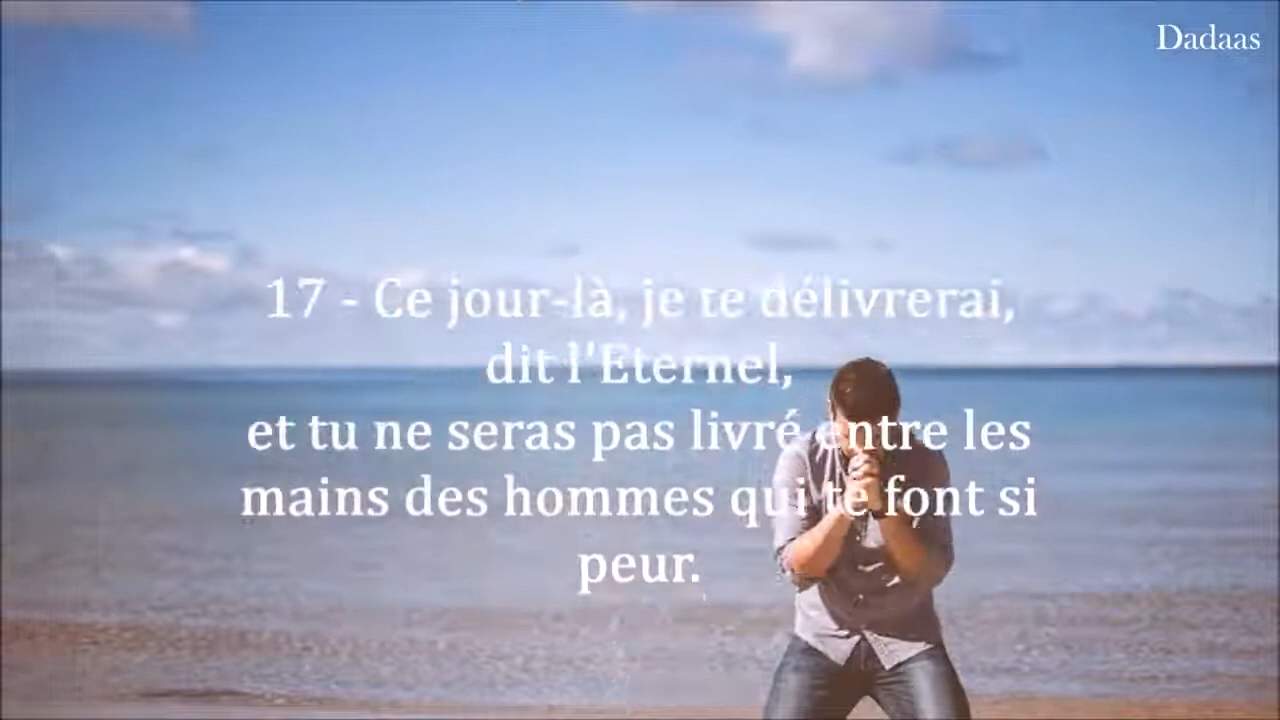 Dadaas
17 - Ce jour-là, je te délivrerai,
dit l'Eternel,
et tu ne seras pas livré entre les
mains des hommes qui te font si
peur.